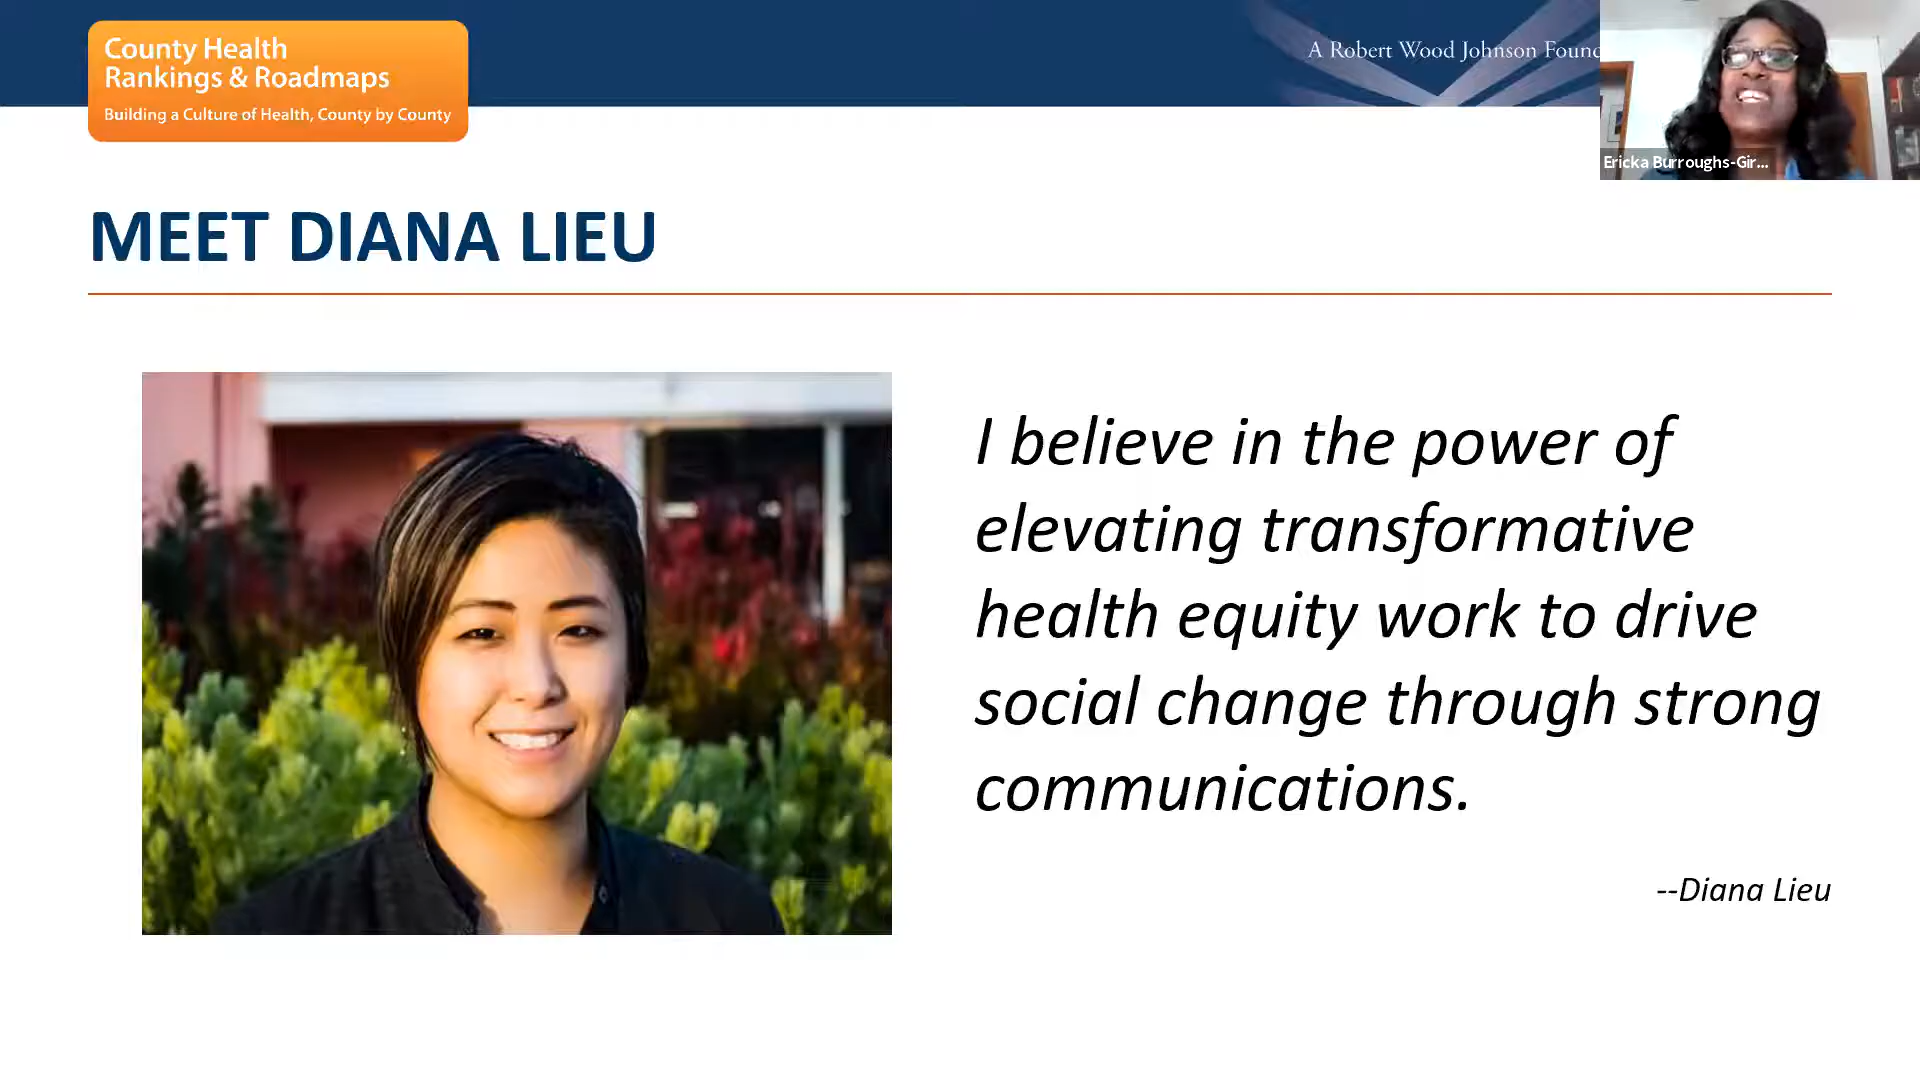 County Health
Rankings & Roadmaps
Building a Culture of Health, County by County
A Robert Wood Johnson
Ericka Burroughs-Gir...
MEET DIANA LIEU
I believe in the power of
elevating transformative
health equity work to drive
social change through strong
communications.
--Diana Lieu